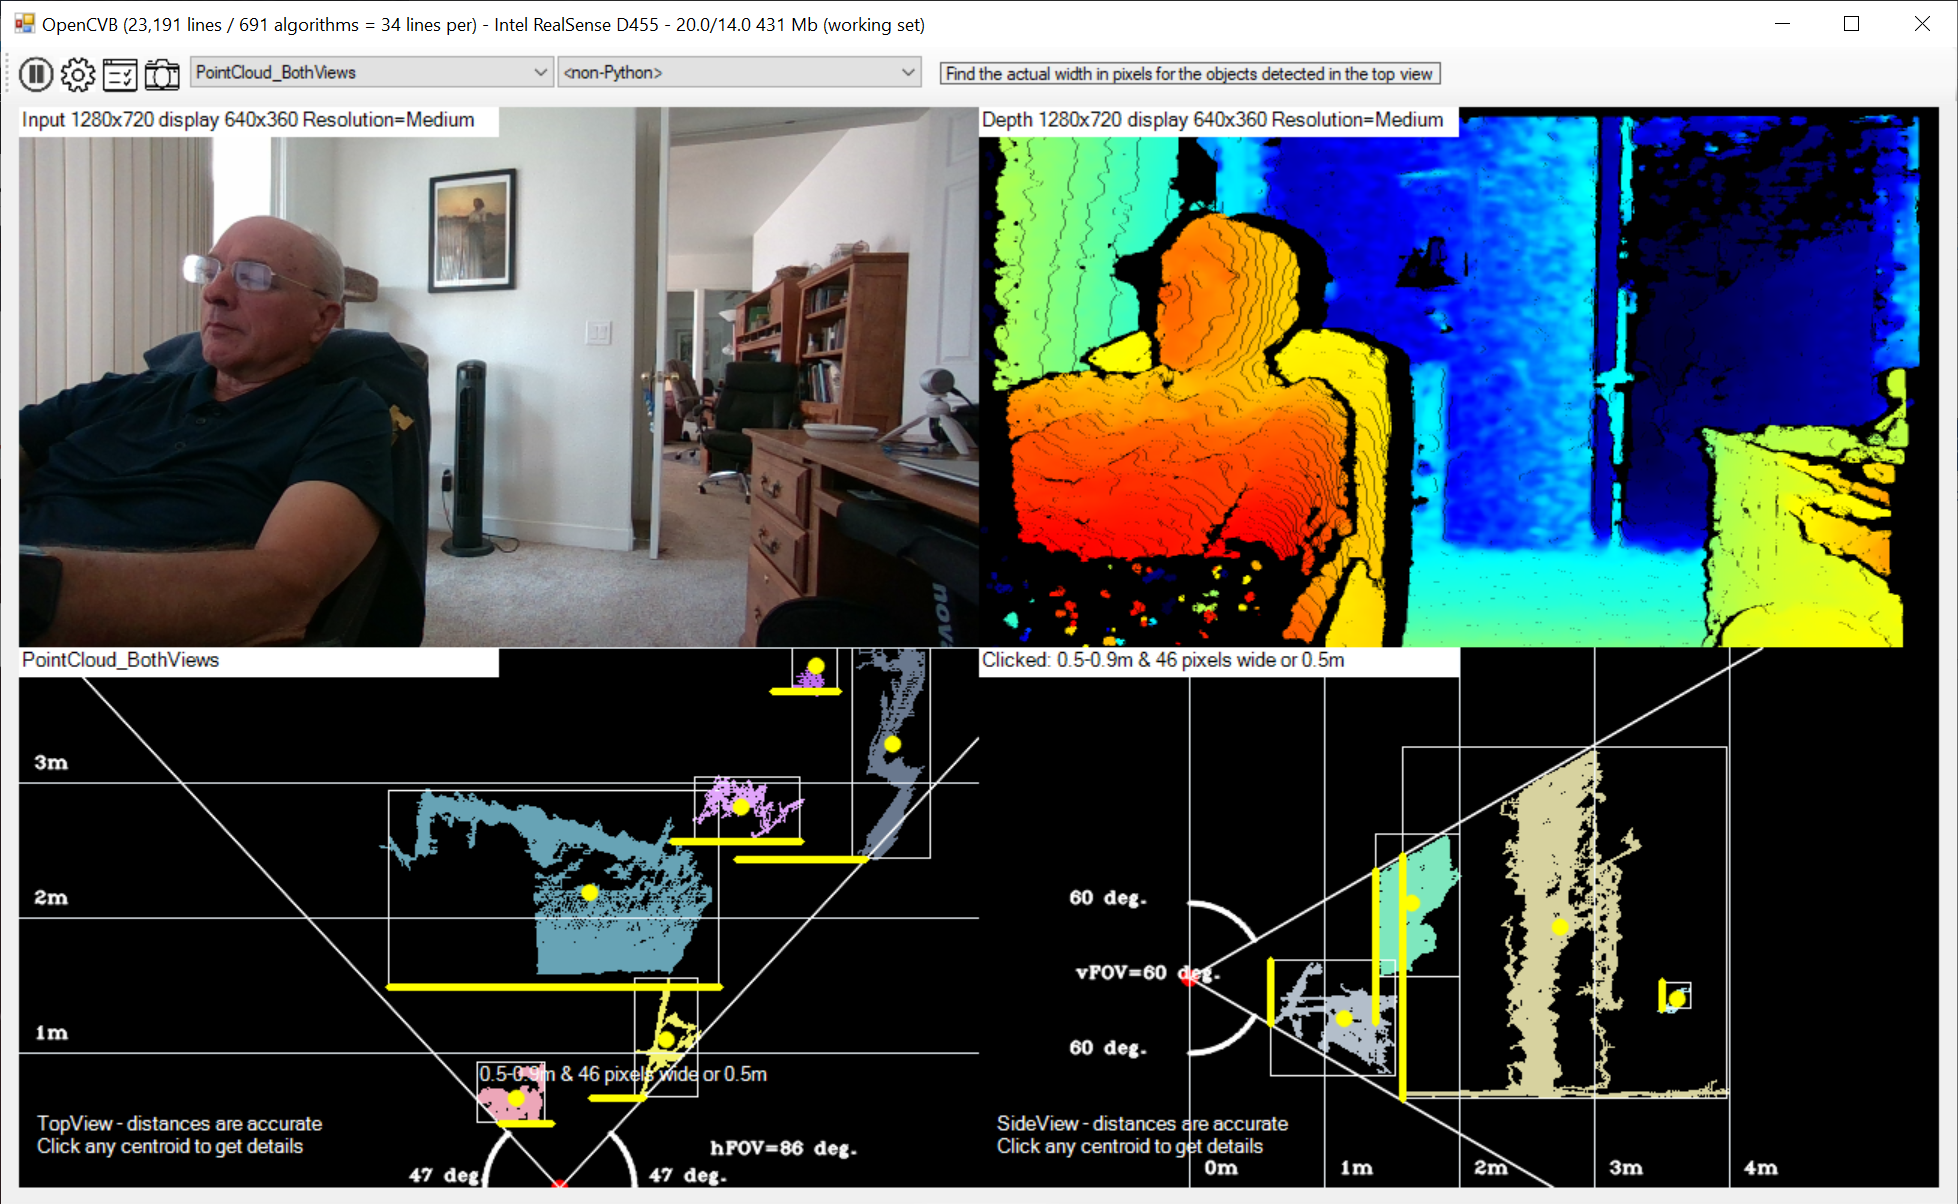 OpenCVB (23,191 lines / 691 algorithms = 34 lines per) - Intel RealSense D455 - 20.0/14.0 431 Mb (working set)
PointCloud_BothViews
<non-Python>
Find the actual width in pixels for the objects detected in the top view
Input 1280x720 display 640x360 Resolution=Medium
Depth 1280x720 display 640x360 Resolution=Medium
nova
PointCloud_BothViews
3m
2m
1m
0.5-0.9m & 46 pixels wide or 0.5m
TopView - distances are accurate
Click any centroid to get details
hFOV=86 deg.
47 deg.
47 deg.
Clicked: 0.5-0.9m & 46 pixels wide or 0.5m
60 deg.
vFOV=60 deg.
60 deg.
SideView - distances are accurate
Click any centroid to get details
0m
1m
2m
3m
4m